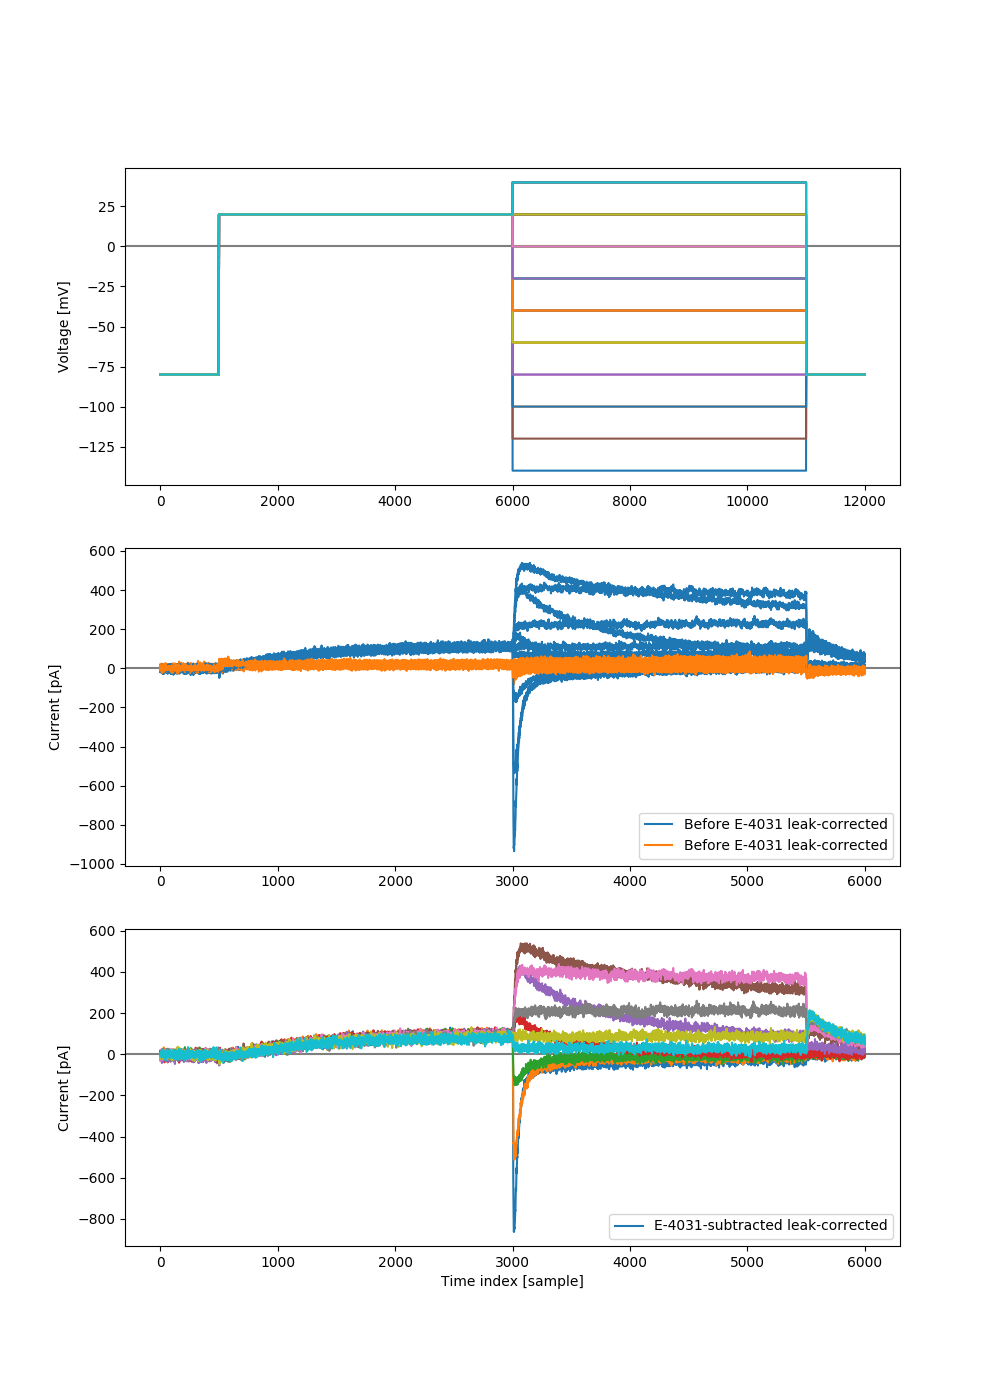 25
0
−25
−50
−75
−100
−125
Voltage [mV]
0 2000 4000 6000 8000 10000 12000
600
400
200
0
−200
−400
−600
−800
−1000
Current [pA]
Before E-4031 leak-corrected
Before E-4031 leak-corrected
0 1000 2000 3000 4000 5000 6000
600
400
200
0
−200
−400
−600
−800
Current [pA]
E-4031-subtracted leak-corrected
0 1000 2000 3000 4000 5000 6000
Time index [sample]